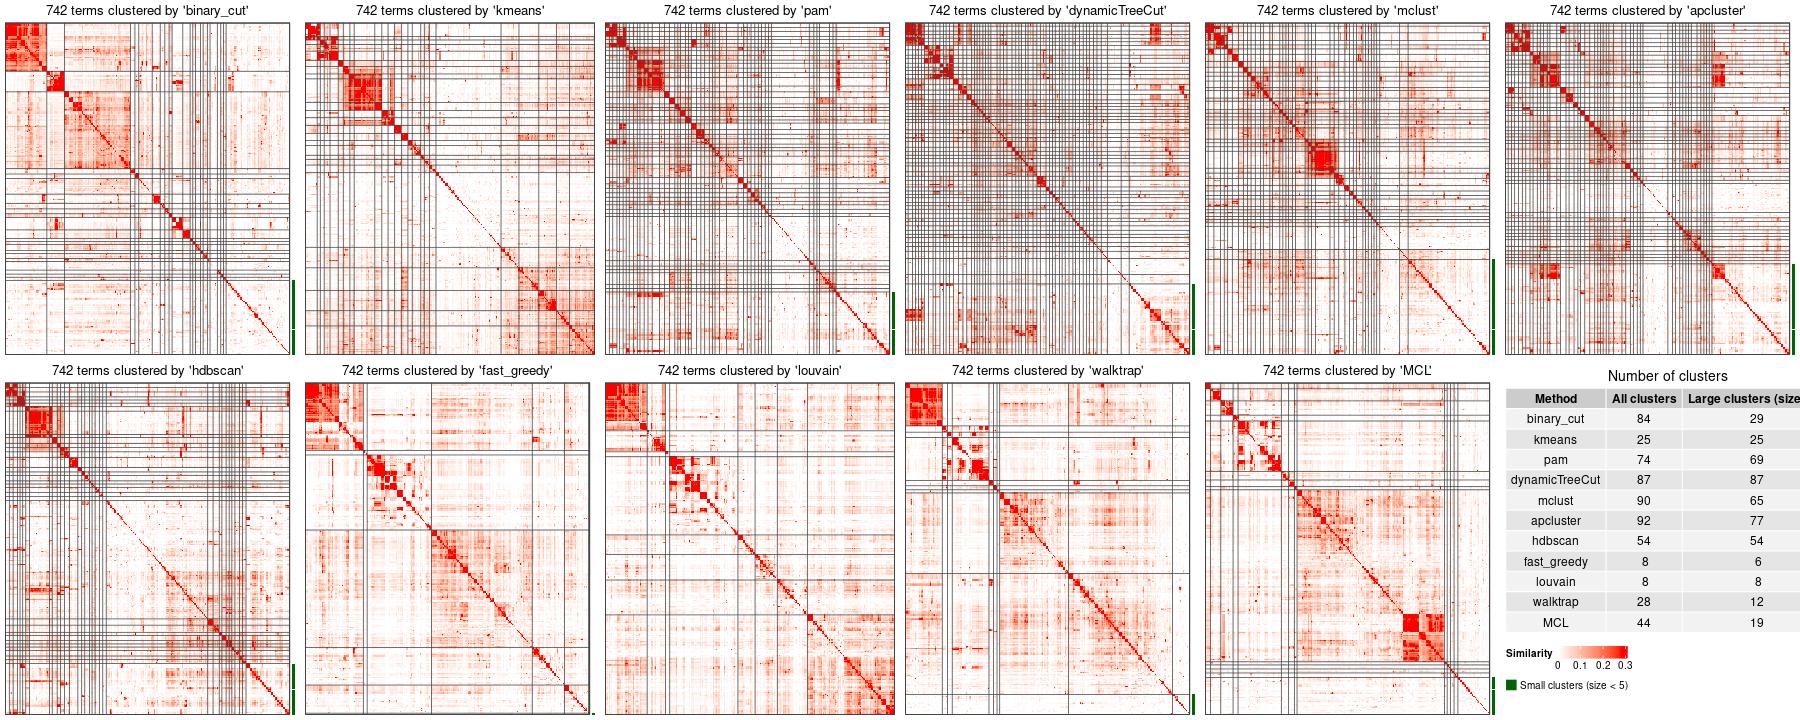 742 terms clustered by 'binary_cut'
742 terms clustered by 'kmeans'
742 terms clustered by 'pam'
742 terms clustered by 'dynamicTreeCut'
742 terms clustered by 'mclust'
742 terms clustered by 'apcluster'
742 terms clustered by 'hdbscan'
742 terms clustered by 'fast_greedy'
742 terms clustered by 'louvain'
742 terms clustered by 'walktrap'
742 terms clustered by 'MCL'
Number of clusters
Method All clusters Large clusters (size
binary_cut 84 29
kmeans 25 25
pam 74 69
dynamicTreeCut 87 87
mclust 90 65
apcluster 92 77
hdbscan 54 54
fast_greedy 8 6
louvain 8 8
walktrap 28 12
MCL 44 19
Similarity
0 0.1 0.2 0.3
Small clusters (size < 5)